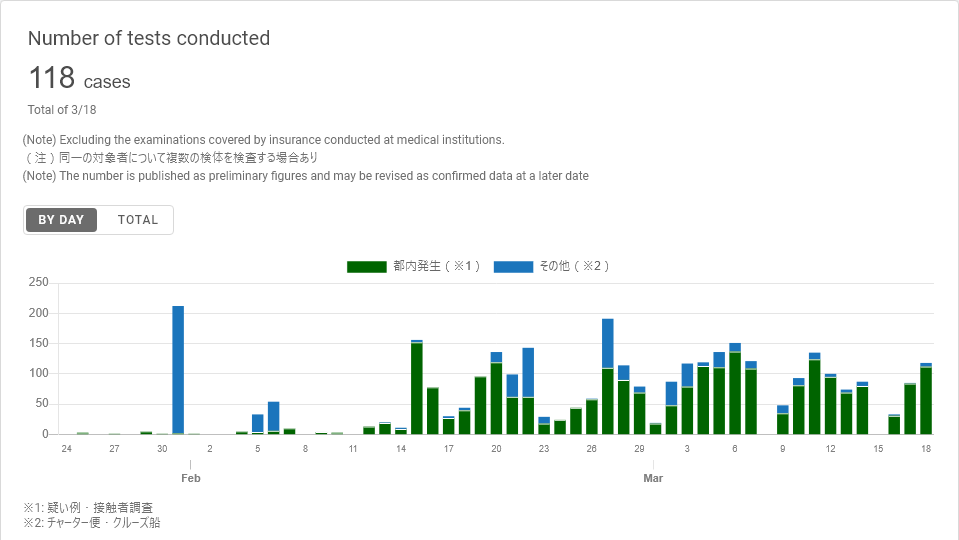 Number of tests conducted
118 cases
Total of 3/18
(Note) Excluding the examinations covered by insurance conducted at medical institutions.
（注）同一の対象者について複数の検体を検査する場合あり
(Note) The number is published as preliminary figures and may be revised as confirmed data at a later date
BY DAY TOTAL
都内発生（※1） その他（※2）
250
200
150
100
50
0
24 27 30 2 5 8 11 14 17 20 23 26 29 3 6 9 12 15 18
Feb Mar
※1: 疑い例・接触者調査
※2: チャーター便・クルーズ船